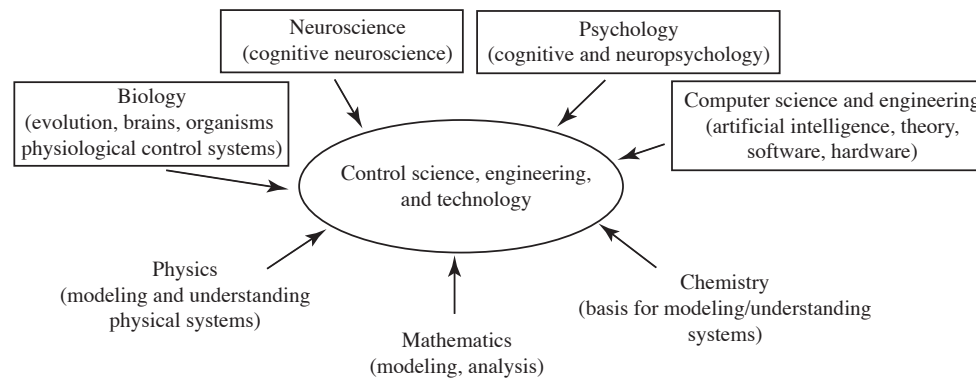 Neuroscience
(cognitive neuroscience)
Psychology
(cognitive and neuropsychology)
Biology
(evolution, brains, organisms
physiological control systems)
Computer science and engineering
(artificial intelligence, theory,
software, hardware)
Control science, engineering,
and technology
Physics
(modeling and understanding
physical systems)
Mathematics
(modeling, analysis)
Chemistry
(basis for modeling/understanding
systems)